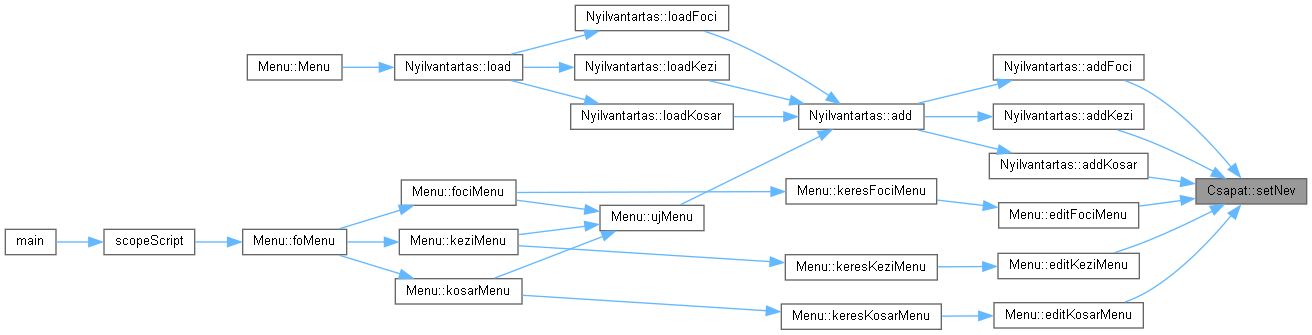 Nyilvantartas::loadFoci
Menu::Menu
Nyilvantartas::load
Nyilvantartas::loadKezi
Nyilvantartas::addFoci
Nyilvantartas::loadKosar
Nyilvantartas::add
Nyilvantartas::addKezi
Nyilvantartas::addKosar
Menu::fociMenu
Menu::keresFociMenu
Csapat::setNev
Menu::ujMenu
Menu::editFociMenu
main
scopeScript
Menu::foMenu
Menu::keziMenu
Menu::keresKeziMenu
Menu::editKeziMenu
Menu::kosarMenu
Menu::keresKosarMenu
Menu::editKosarMenu